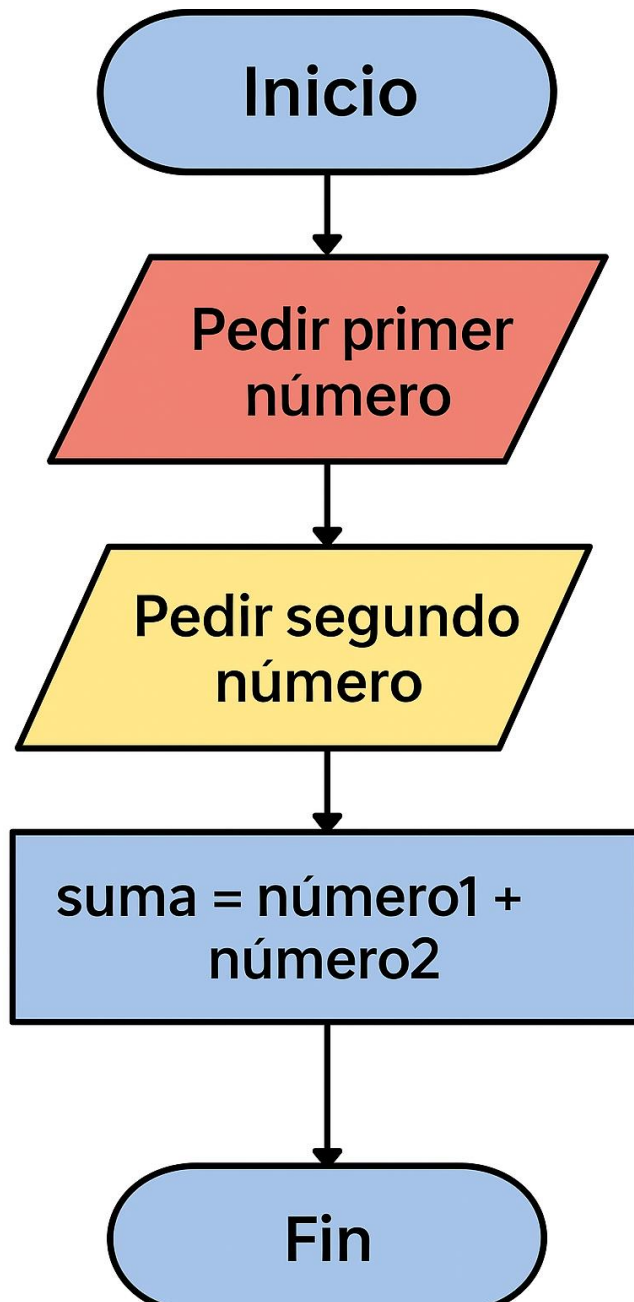 Inicio
Pedir primer
número
Pedir segundo
número
suma = número1 +
número2
Fin